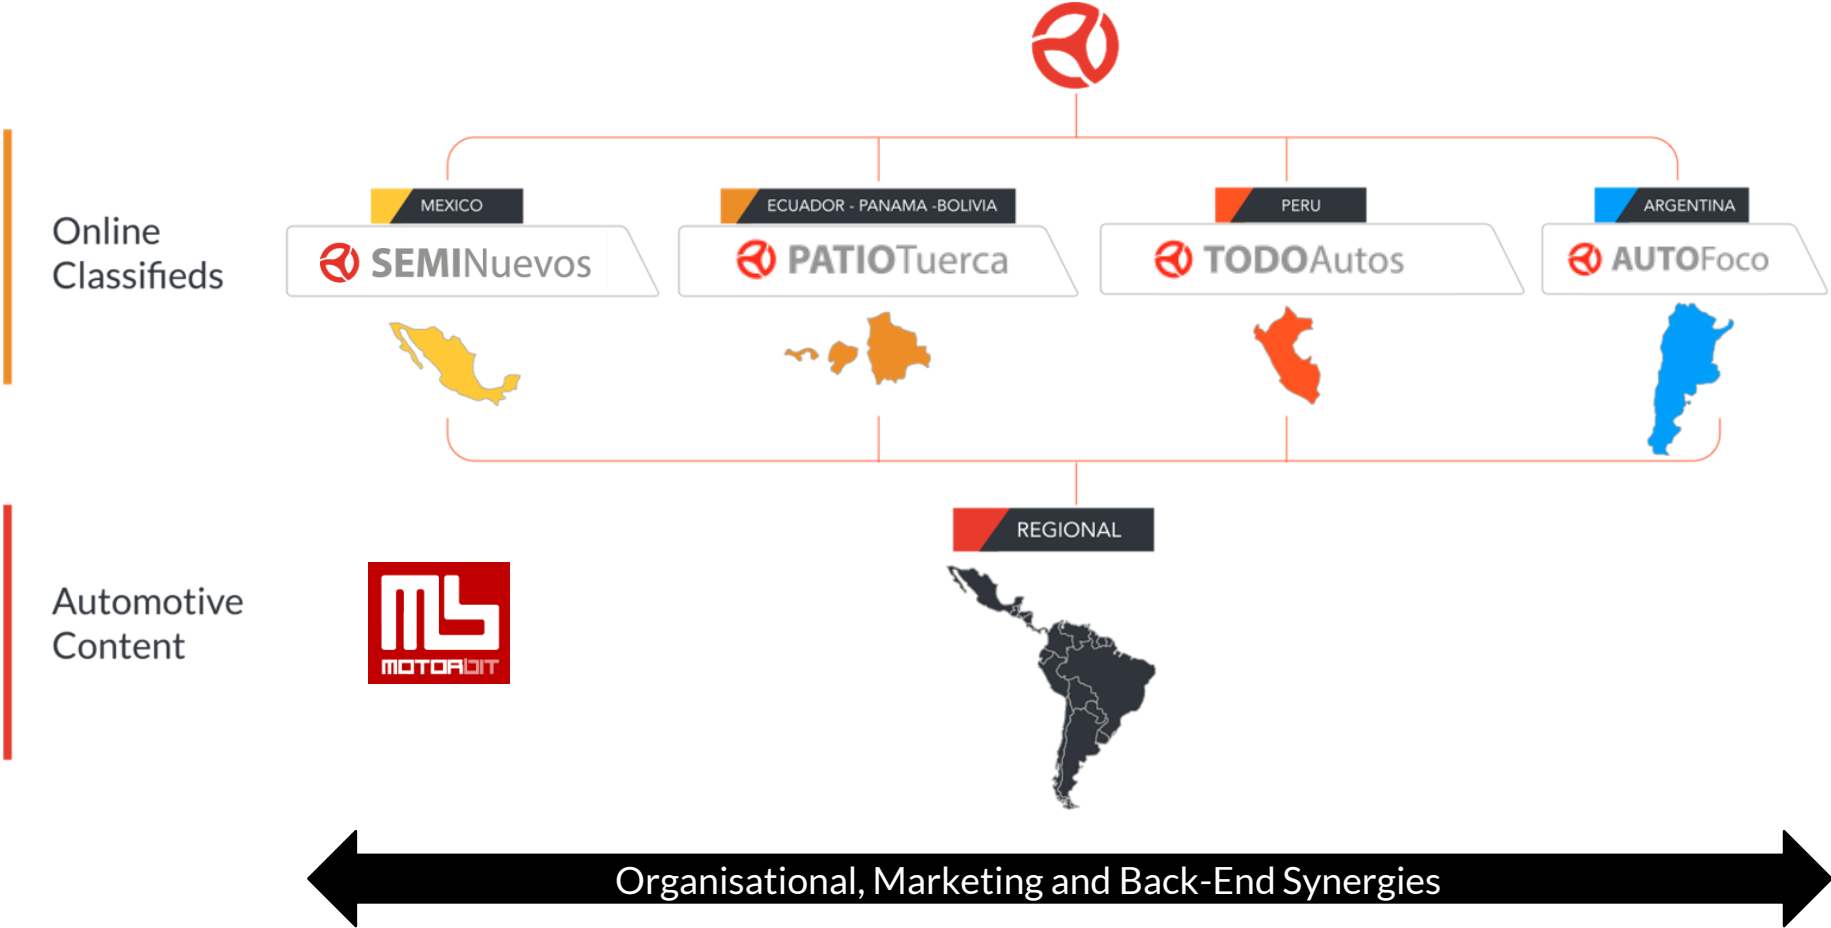 Online
Classifieds
MEXICO
SEMINuevos
ECUADOR - PANAMA -BOLIVIA
PATIOTuerca
PERU
TODOAutos
ARGENTINA
AUTOFoco
REGIONAL
Automotive
Content
mb
MOTORBIT
Organisational, Marketing and Back-End Synergies